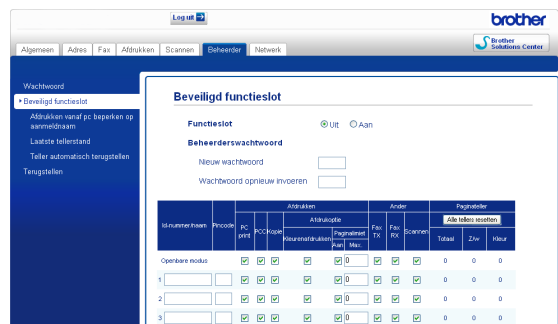 Log uit
brother
Algemeen Adres Fax Afdrukken Scannen Beheerder Netwerk
Brother
Solutions Center
Wachtwoord
Beveiligd functieslot
Afdrukken vanaf pc beperken op
aanmeldnaam
Laatste tellerstand
Teller automatisch terugstellen
Terugstellen
Beveiligd functieslot
Functieslot Uit Aan
Beheerderswachtwoord
Nieuw wachtwoord
Wachtwoord opnieuw invoeren
Afdrukken Ander Paginateller
Id-nummer/naam Pincode PC print PCC Kopie Afdrukoptie Fax TX Fax RX Scannen Alle tellers resetten
Kleurenafdrukken Paginalimiet Totaal Z/w Kleur
Aan Max.
Openbare modus 0 0 0 0
1 0 0 0 0
2 0 0 0 0
3 0 0 0 0